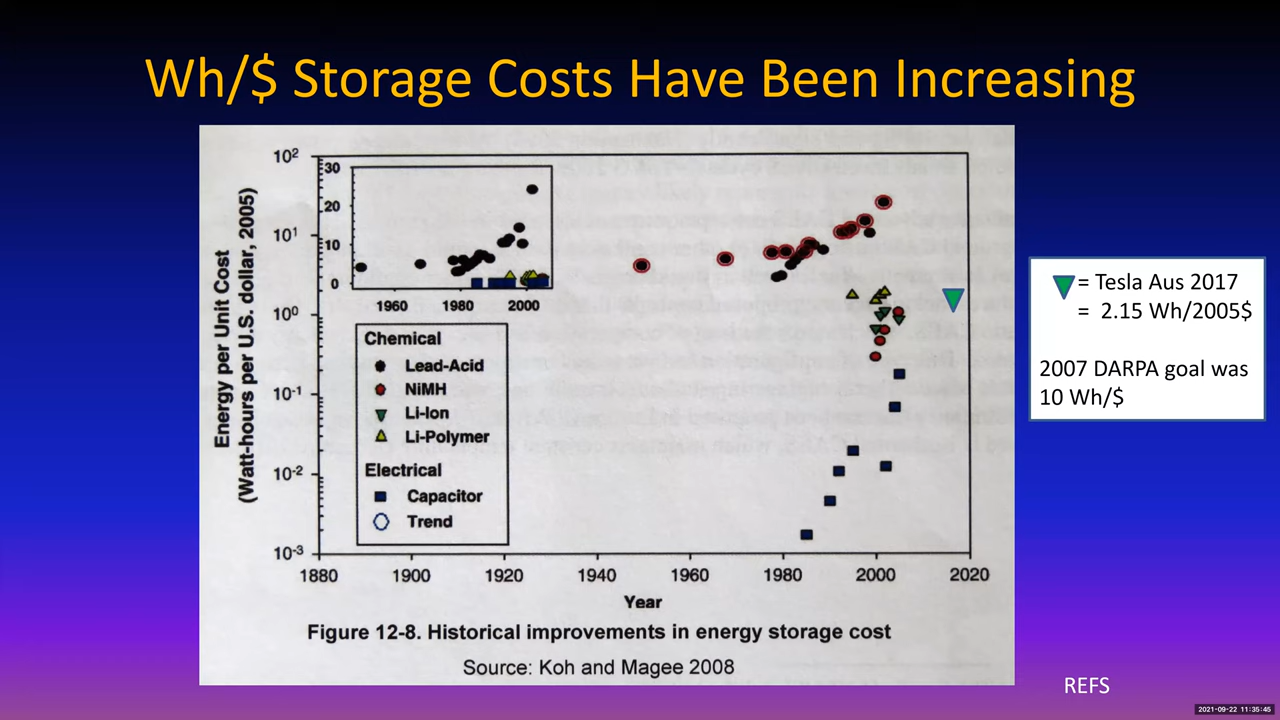 Wh/$ Storage Costs Have Been Increasing
Energy per Unit Cost
(Watt-hours per U.S. dollar, 2005)
10²
10¹
10⁰
10⁻¹
10⁻²
10⁻³
30
20
10
0
1960 1980 2000
Chemical
Lead-Acid
NiMH
Li-Ion
Li-Polymer
Electrical
Capacitor
Trend
1880 1900 1920 1940 1960 1980 2000 2020
Year
Figure 12-8. Historical improvements in energy storage cost
Source: Koh and Magee 2008
= Tesla Aus 2017
= 2.15 Wh/2005$
2007 DARPA goal was
10 Wh/$
REFS
2021-09-22 11:35:45